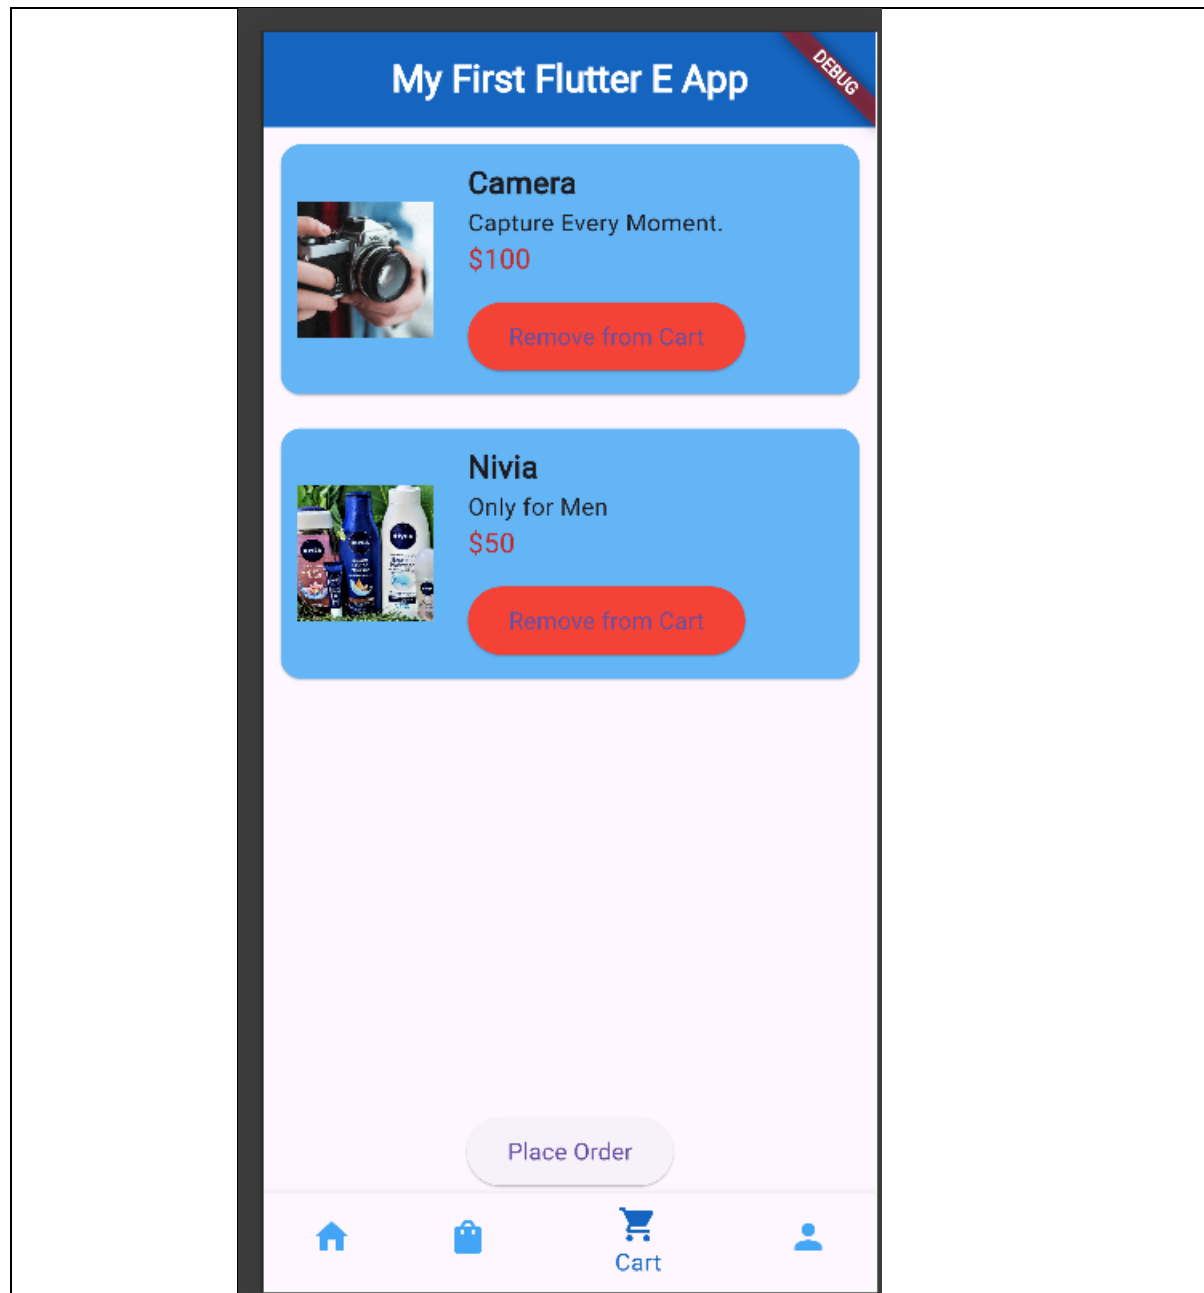 My First Flutter E App
DEBUG
Camera
Capture Every Moment.
$100
Remove from Cart
Nivia
Only for Men
$50
Remove from Cart
Place Order
Cart